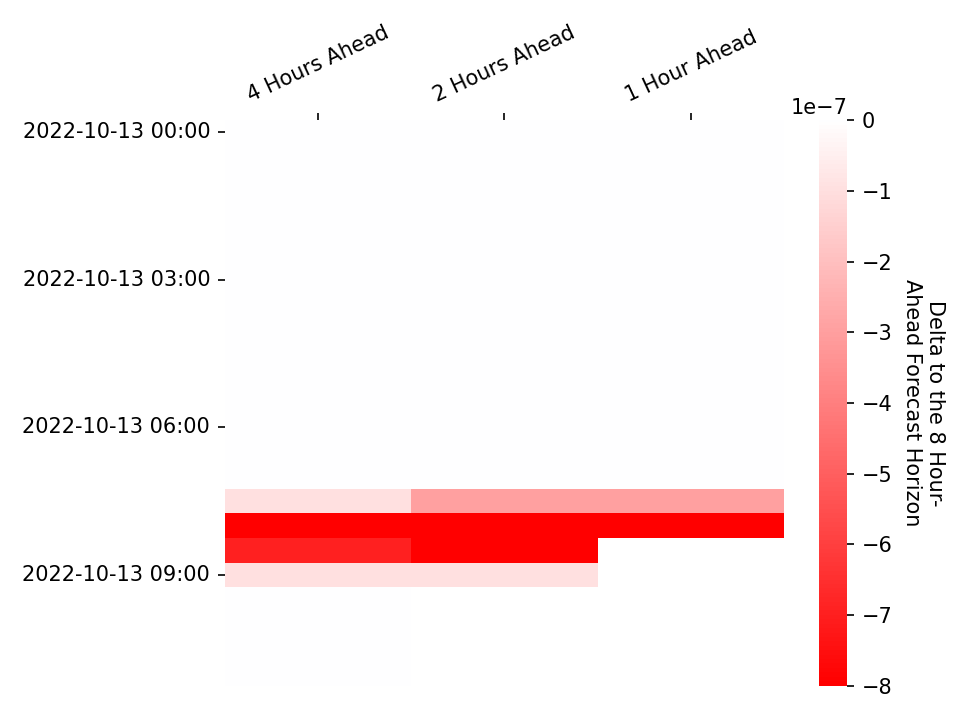 4 Hours Ahead
2 Hours Ahead
1 Hour Ahead
2022-10-13 00:00
2022-10-13 03:00
2022-10-13 06:00
2022-10-13 09:00
1e−7
0
−1
−2
−3
−4
−5
−6
−7
−8
Delta to the 8 Hour-
Ahead Forecast Horizon